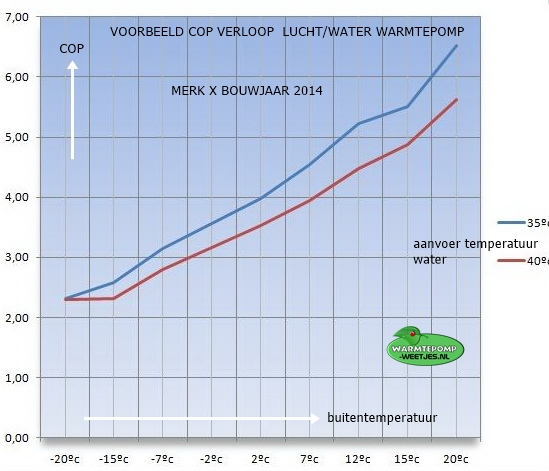 7,00
VOORBEELD COP VERLOOP LUCHT/WATER WARMTEPOMP
COP
6,00
MERK X BOUWJAAR 2014
5,00
4,00
35ºc
aanvoer temperatuur
3,00
water
40ºc
2,00
WARMTEPOMP
-WEETJES.NL
1,00
buitentemperatuur
0,00
-20ºc -15ºc -7ºc -2ºc 2ºc 7ºc 12ºc 15ºc 20ºc